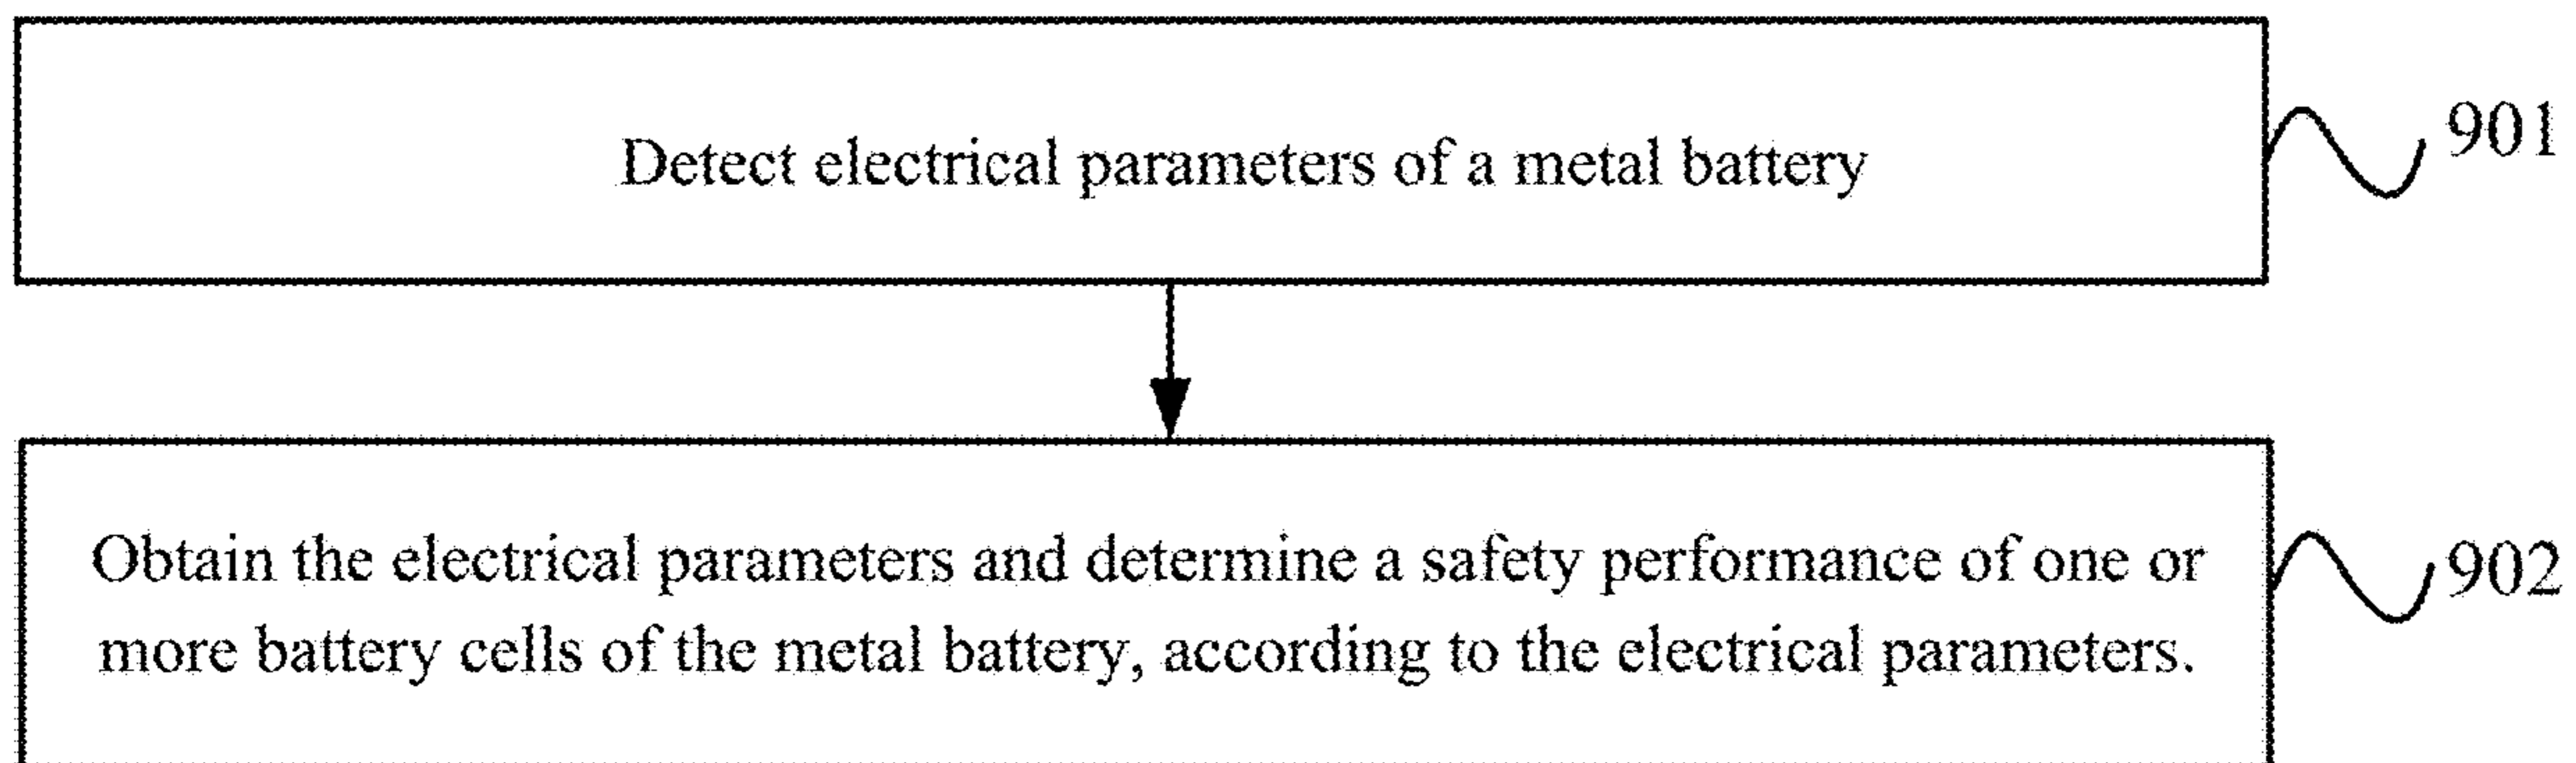 Detect electrical parameters of a metal battery
901
Obtain the electrical parameters and determine a safety performance of one or
more battery cells of the metal battery, according to the electrical parameters.
902